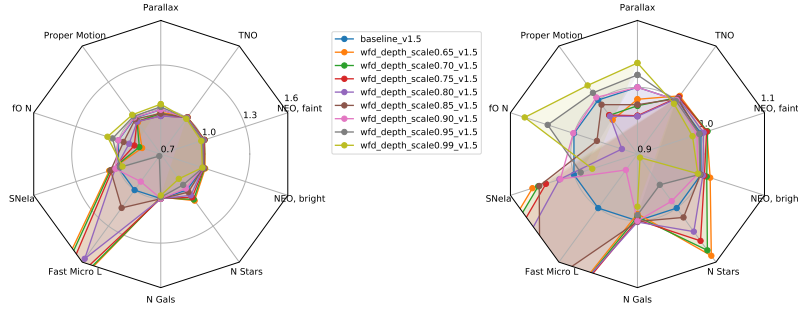 Parallax
TNO
NEO, faint
NEO, bright
N Stars
N Gals
Fast Micro L
SNeIa
fO N
Proper Motion
0.7
1.0
1.3
1.6
baseline_v1.5
wfd_depth_scale0.65_v1.5
wfd_depth_scale0.70_v1.5
wfd_depth_scale0.75_v1.5
wfd_depth_scale0.80_v1.5
wfd_depth_scale0.85_v1.5
wfd_depth_scale0.90_v1.5
wfd_depth_scale0.95_v1.5
wfd_depth_scale0.99_v1.5
Parallax
TNO
NEO, faint
NEO, bright
N Stars
N Gals
Fast Micro L
SNeIa
fO N
Proper Motion
0.9
1.0
1.1